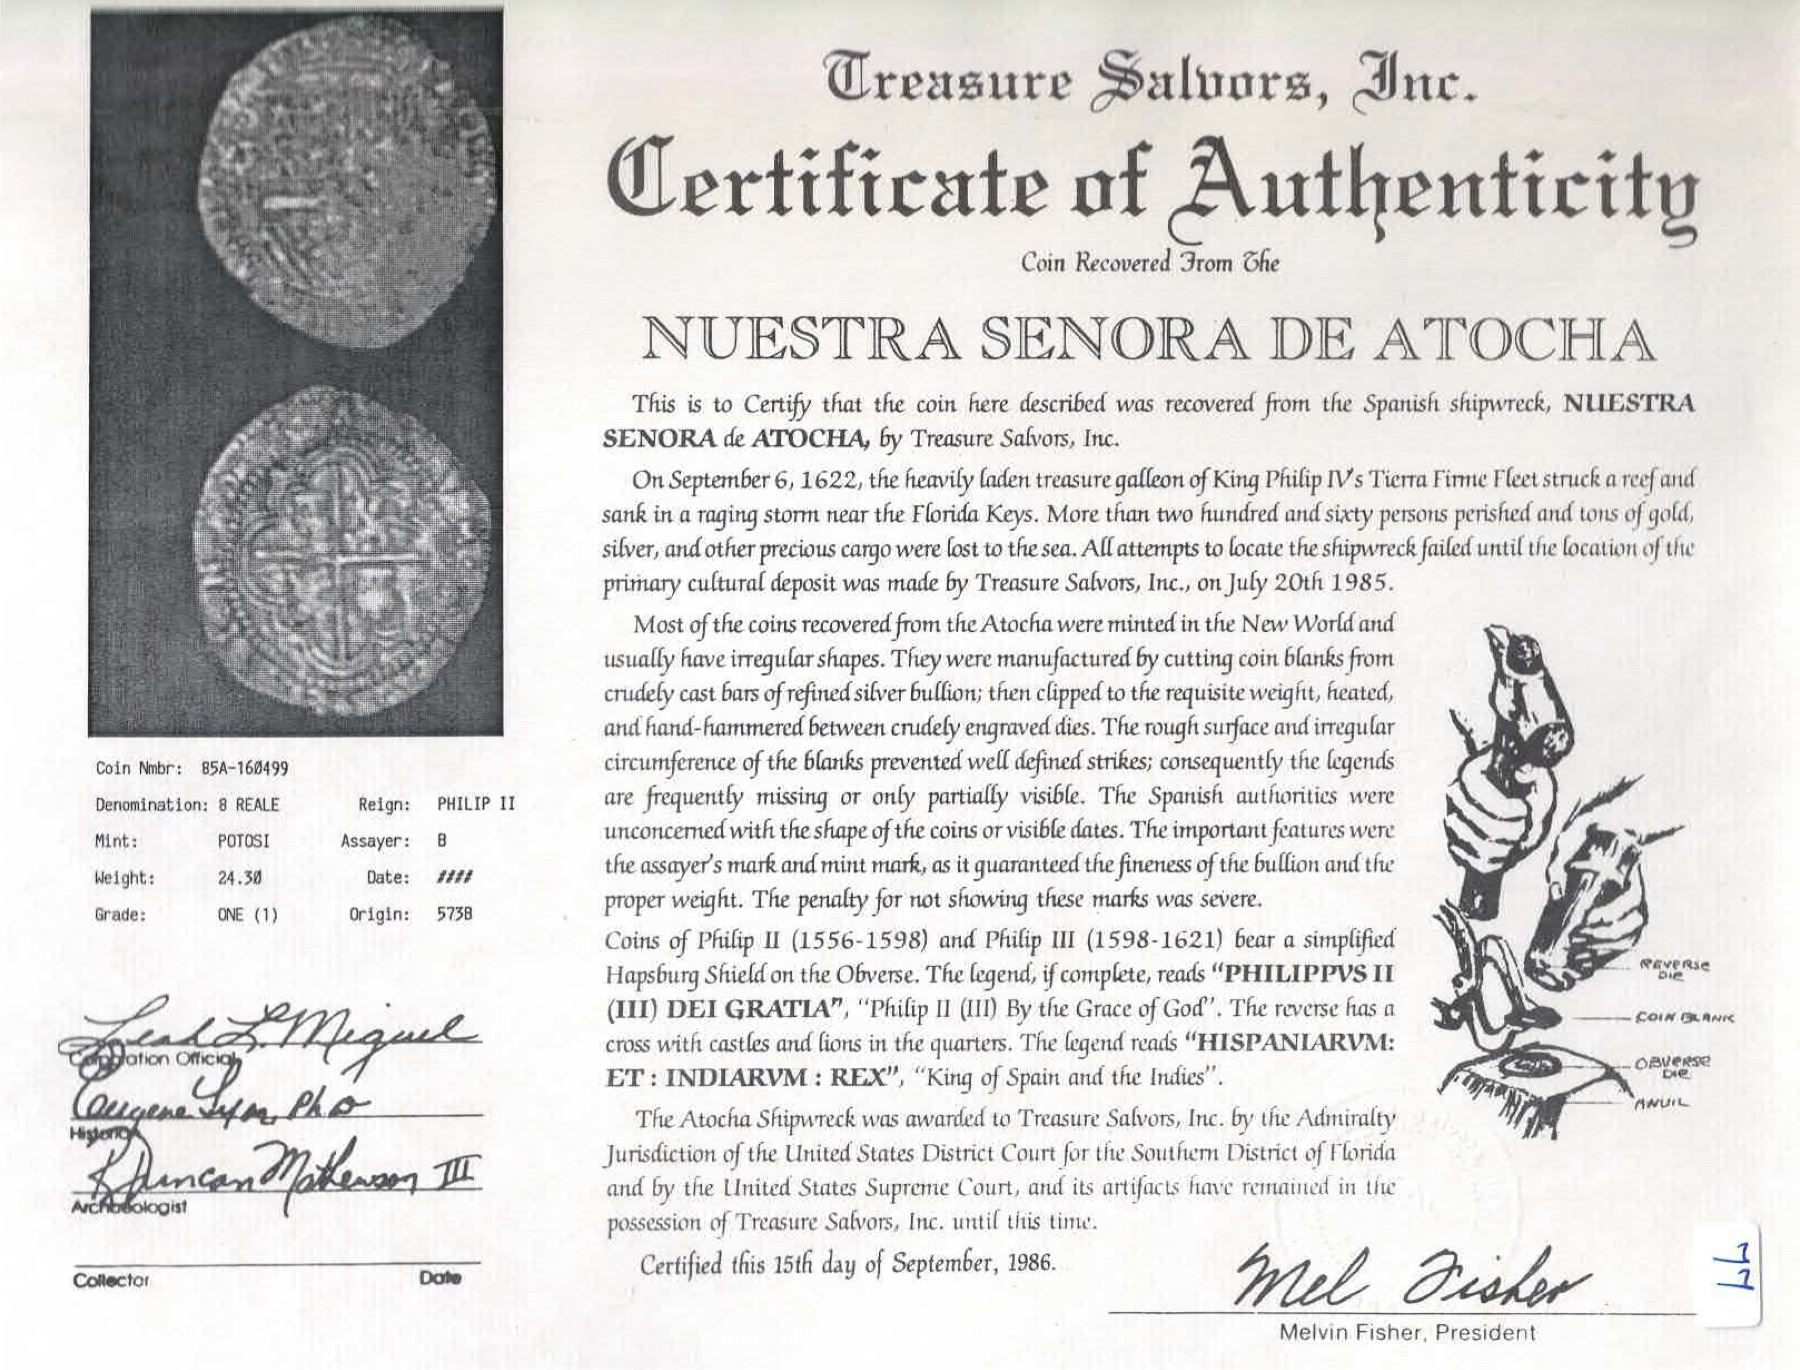 Treasure Salvors, Inc.
Certificate of Authenticity
Coin Recovered From The
NUESTRA SENORA DE ATOCHA
This is to Certify that the coin here described was recovered from the Spanish shipwreck, NUESTRA
SENORA de ATOCHA, by Treasure Salvors, Inc.
On September 6, 1622, the heavily laden treasure galleon of King Philip IV's Tierra Firme Fleet struck a reef and
sank in a raging storm near the Florida Keys. More than two hundred and sixty persons perished and tons of gold,
silver, and other precious cargo were lost to the sea. All attempts to locate the shipwreck failed until the location of the
primary cultural deposit was made by Treasure Salvors, Inc., on July 20th 1985.
Most of the coins recovered from the Atocha were minted in the New World and
usually have irregular shapes. They were manufactured by cutting coin blanks from
crudely cast bars of refined silver bullion; then clipped to the requisite weight, heated,
and hand-hammered between crudely engraved dies. The rough surface and irregular
circumference of the blanks prevented well defined strikes; consequently the legends
are frequently missing or only partially visible. The Spanish authorities were
unconcerned with the shape of the coins or visible dates. The important features were
the assayer's mark and mint mark, as it guaranteed the fineness of the bullion and the
proper weight. The penalty for not showing these marks was severe.
Coins of Philip II (1556-1598) and Philip III (1598-1621) bear a simplified
Hapsburg Shield on the Obverse. The legend, if complete, reads "PHILIPPVS II
(III) DEI GRATIA", "Philip II (III) By the Grace of God". The reverse has a
cross with castles and lions in the quarters. The legend reads "HISPANIARVM:
ET : INDIARVM : REX", "King of Spain and the Indies".
The Atocha Shipwreck was awarded to Treasure Salvors, Inc. by the Admiralty
Jurisdiction of the United States District Court for the Southern District of Florida
and by the United States Supreme Court, and its artifacts have remained in the
possession of Treasure Salvors, Inc. until this time.
Certified this 15th day of September, 1986.
REVERSE
DIE
COIN BLANK
OBVERSE
DIE
ANVIL
Coin Nmbr: 85A-160499
Denomination: 8 REALE Reign: PHILIP II
Mint: POTOSI Assayer: B
Weight: 24.30 Date: ####
Grade: ONE (1) Origin: 573B
Leah L. Miguel
Corporation Official
Eugene Lyon, PhD
Historian
R. Duncan Mathewson III
Archaeologist
Collector Date
Mel Fisher
Melvin Fisher, President
77